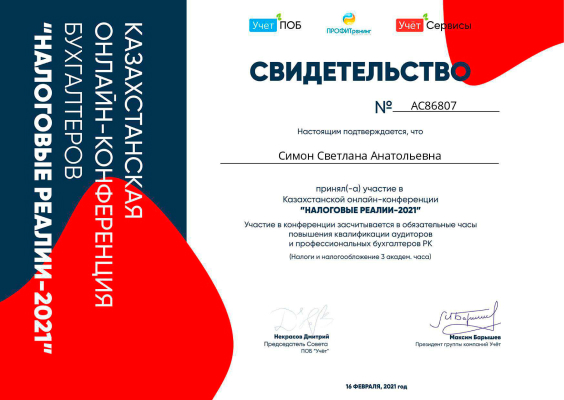 КАЗАХСТАНСКАЯ
ОНЛАЙН-КОНФЕРЕНЦИЯ
БУХГАЛТЕРОВ
“НАЛОГОВЫЕ РЕАЛИИ-2021”
Учет ПОБ
ПРОФИТренинг
Учет Сервисы
СВИДЕТЕЛЬСТВО
№ АС86807
Настоящим подтверждается, что
Симон Светлана Анатольевна
принял(-а) участие в
Казахстанской онлайн-конференции
“НАЛОГОВЫЕ РЕАЛИИ-2021”
Участие в конференции засчитывается в обязательные часы
повышения квалификации аудиторов
и профессиональных бухгалтеров РК
(Налоги и налогообложение 3 академ. часа)
Некрасов Дмитрий
Председатель Совета
ПОБ “Учёт”
Максим Барышев
Президент группы компаний Учёт
16 ФЕВРАЛЯ, 2021 год